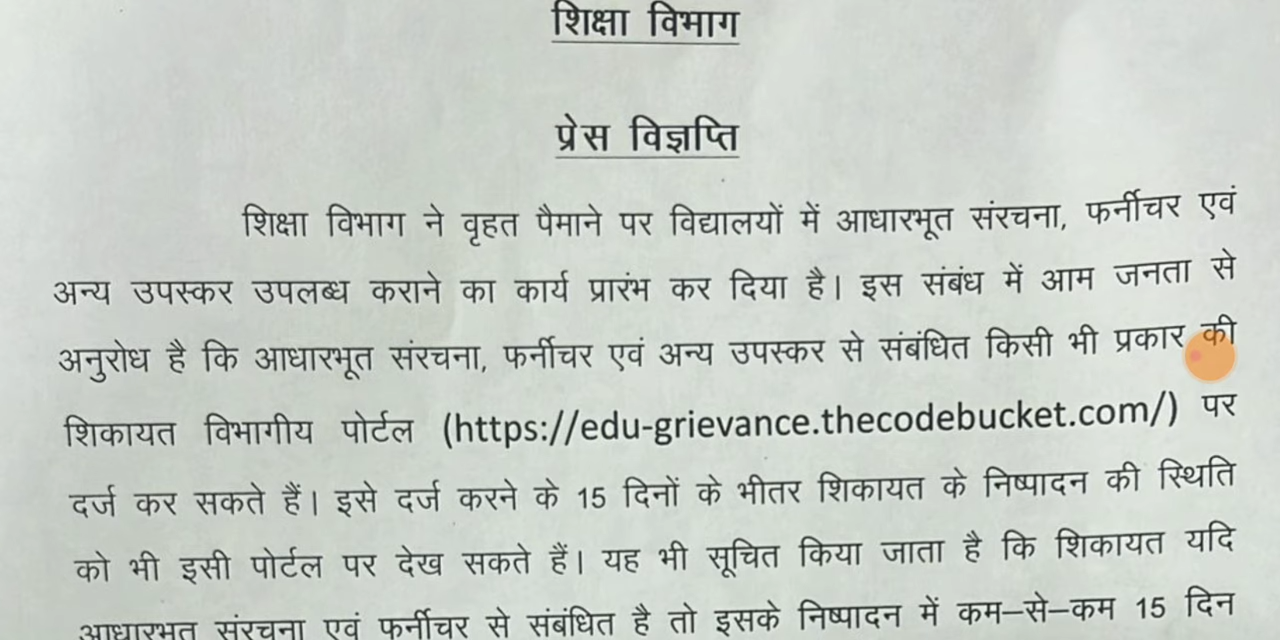 शिक्षा विभाग
प्रेस विज्ञप्ति
शिक्षा विभाग ने वृहत पैमाने पर विद्यालयों में आधारभूत संरचना, फर्नीचर एवं
अन्य उपस्कर उपलब्ध कराने का कार्य प्रारंभ कर दिया है। इस संबंध में आम जनता से
अनुरोध है कि आधारभूत संरचना, फर्नीचर एवं अन्य उपस्कर से संबंधित किसी भी प्रकार की
शिकायत विभागीय पोर्टल (https://edu-grievance.thecodebucket.com/) पर
दर्ज कर सकते हैं। इसे दर्ज करने के 15 दिनों के भीतर शिकायत के निष्पादन की स्थिति
को भी इसी पोर्टल पर देख सकते हैं। यह भी सूचित किया जाता है कि शिकायत यदि
आधारभूत संरचना एवं फर्नीचर से संबंधित है तो इसके निष्पादन में कम–से–कम 15 दिन